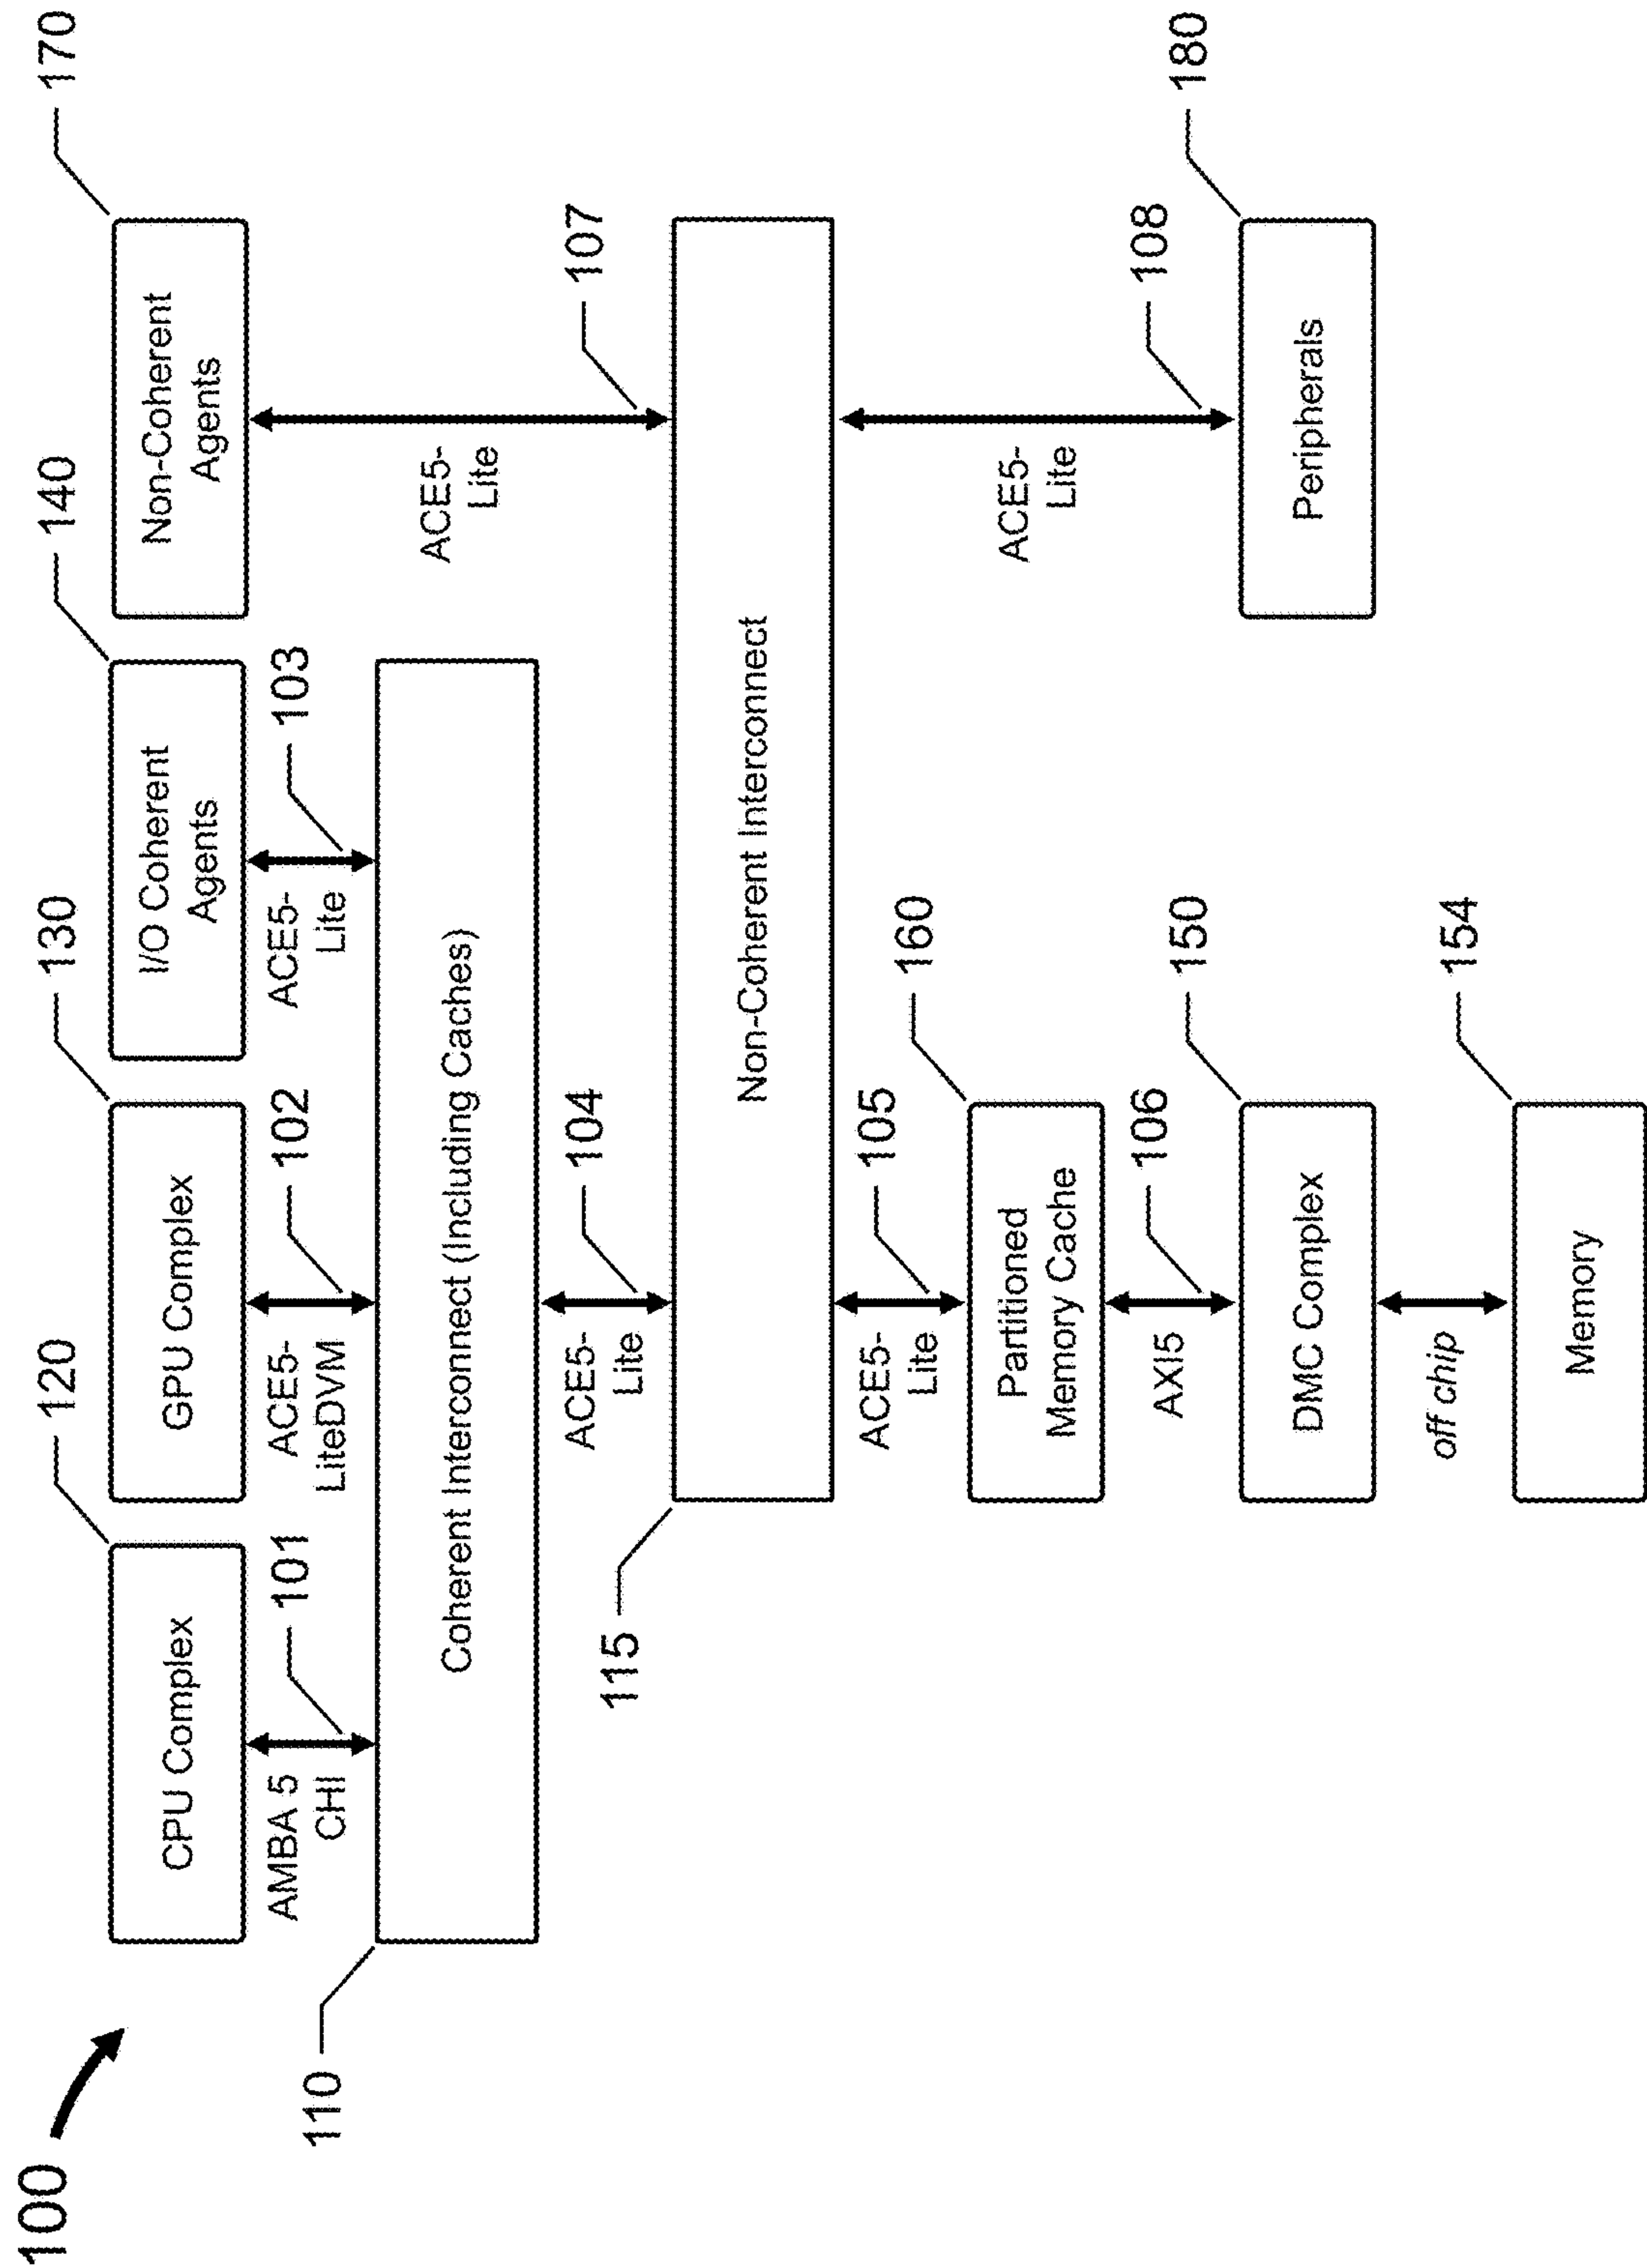 100
120
130
140
170
CPU Complex
GPU Complex
I/O Coherent
Agents
Non-Coherent
Agents
AMBA 5
CHI
101
ACE5-
LiteDVM
102
ACE5-
Lite
103
110
Coherent Interconnect (Including Caches)
ACE5-
Lite
107
ACE5-
Lite
104
115
Non-Coherent Interconnect
ACE5-
Lite
105
160
Partitioned
Memory Cache
ACE5-
Lite
108
AXI5
106
150
180
DMC Complex
Peripherals
off chip
154
Memory